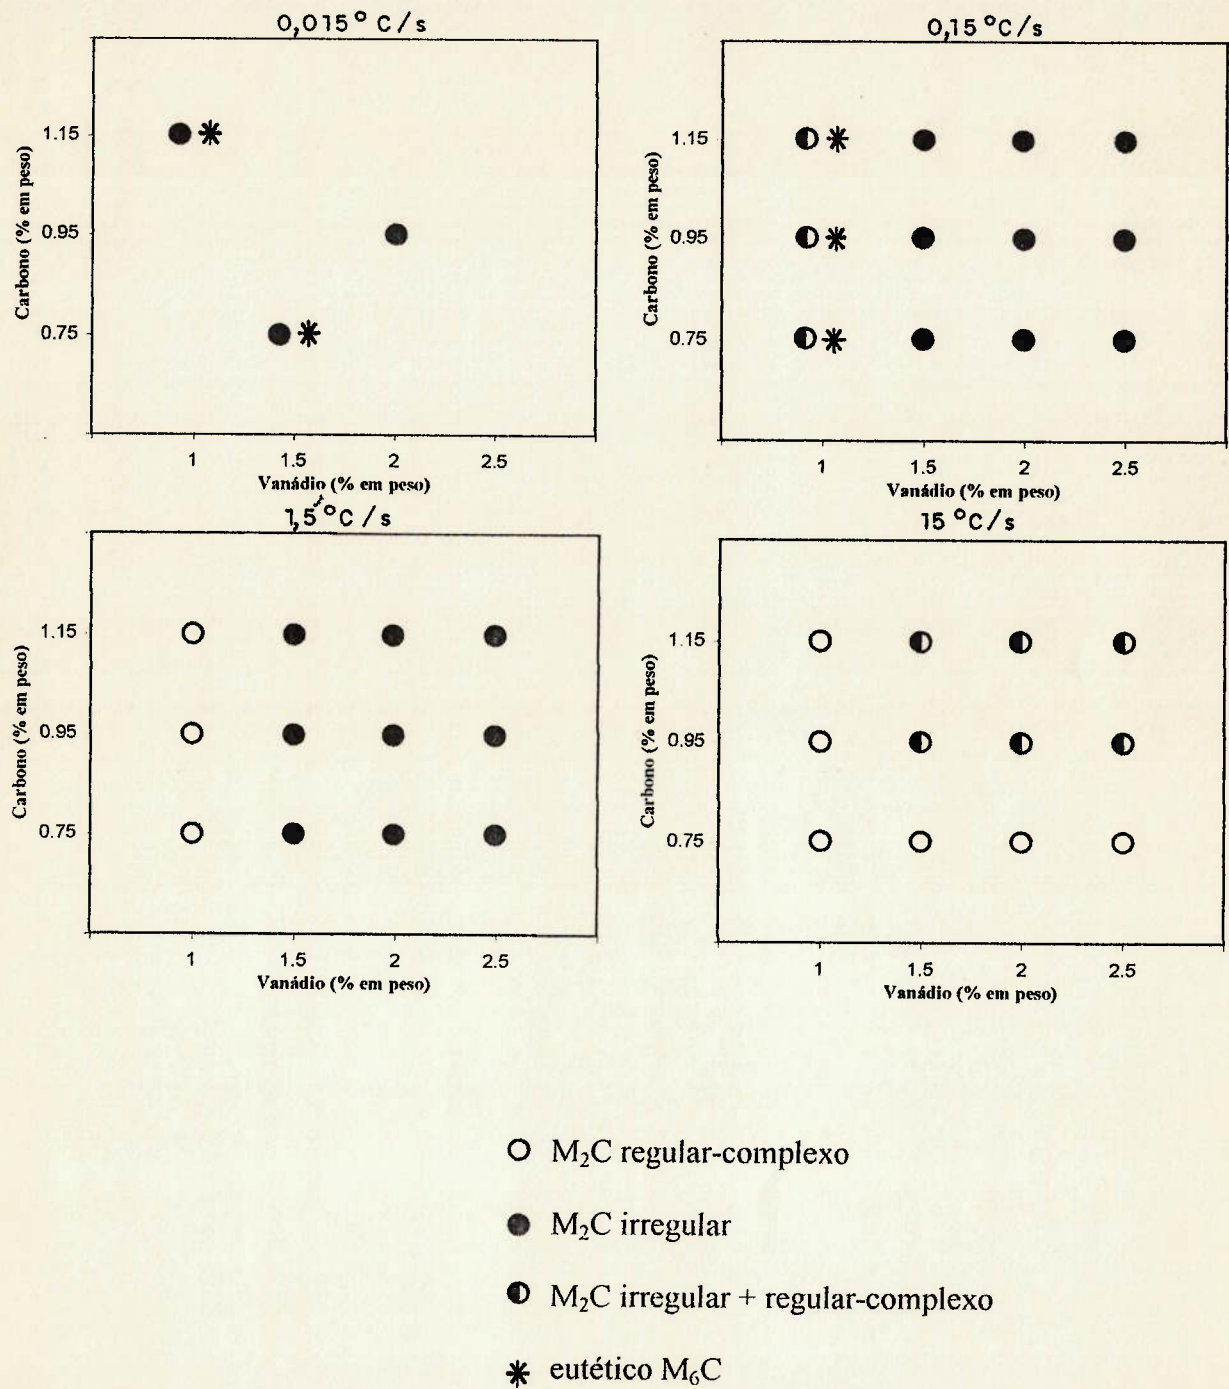 0,015°C/s
0,15°C/s
Carbono (% em peso)
1.15
0.95
0.75
1 1.5 2 2.5
Vanádio (% em peso)
Carbono (% em peso)
1.15
0.95
0.75
1 1.5 2 2.5
Vanádio (% em peso)
1,5°C/s
15°C/s
Carbono (% em peso)
1.15
0.95
0.75
1 1.5 2 2.5
Vanádio (% em peso)
Carbono (% em peso)
1.15
0.95
0.75
1 1.5 2 2.5
Vanádio (% em peso)
M₂C regular-complexo
M₂C irregular
M₂C irregular + regular-complexo
eutético M₆C